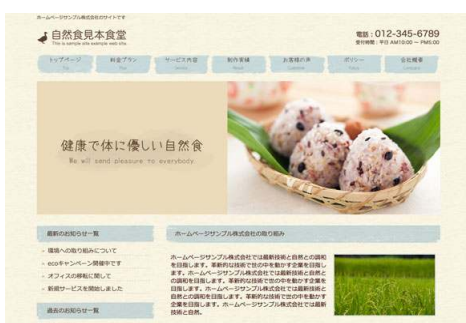 ホームページサンプル株式会社のサイトです
自然食見本食堂
This is sample site example web site
電話：012-345-6789
受付時間：平日 AM10:00 〜 PM5:00
トップページ 料金プラン サービス内容 制作実績 お客様の声 ポリシー 会社概要
健康で体に優しい自然食
We will send pleasure to everybody.
最新のお知らせ一覧
環境への取り組みについて
ecoキャンペーン開催中です
オフィスの移転に関して
新規サービスを開始しました
過去のお知らせ一覧
ホームページサンプル株式会社の取り組み
ホームページサンプル株式会社では最新技術と自然との調和
を目指します。革新的な技術で世の中を動かす企業を目指し
ます。ホームページサンプル株式会社では最新技術と自然と
の調和を目指します。革新的な技術で世の中を動かす企業を
目指します。ホームページサンプル株式会社では最新技術と
自然との調和を目指します。革新的な技術で世の中を動かす
企業を目指します。ホームページサンプル株式会社では最新
技術と自然。